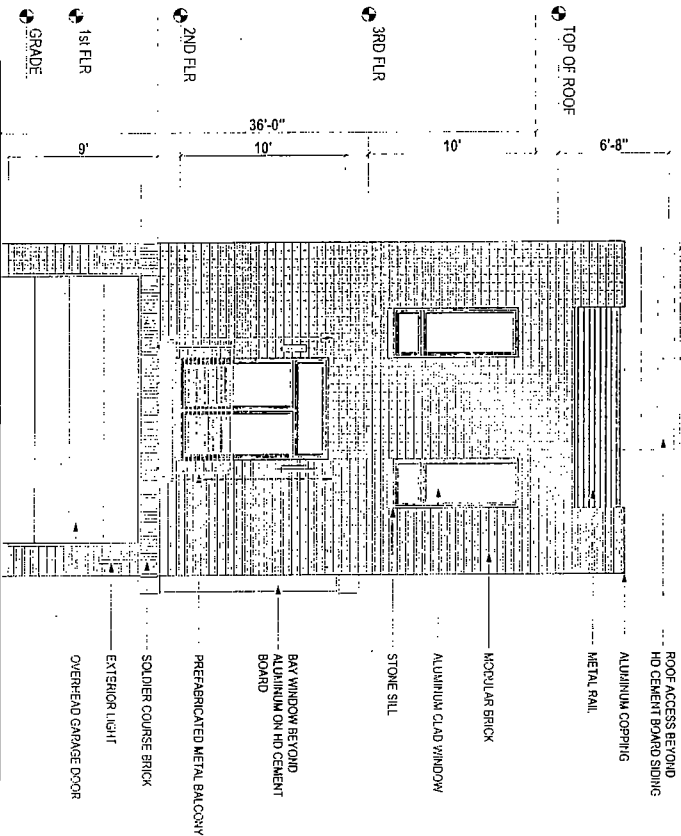 TOP OF ROOF
3RD FLR
2ND FLR
1st FLR
GRADE
6'-8"
36'-0"
10'
10'
9'
ROOF ACCESS BEYOND
HD CEMENT BOARD SIDING
ALUMINUM COPPING
METAL RAIL
MODULAR BRICK
ALUMINUM CLAD WINDOW
STONE SILL
BAY WINDOW BEYOND
ALUMINUM ON HD CEMENT
BOARD
PREFABRICATED METAL BALCONY
SOLDIER COURSE BRICK
EXTERIOR LIGHT
OVERHEAD GARAGE DOOR